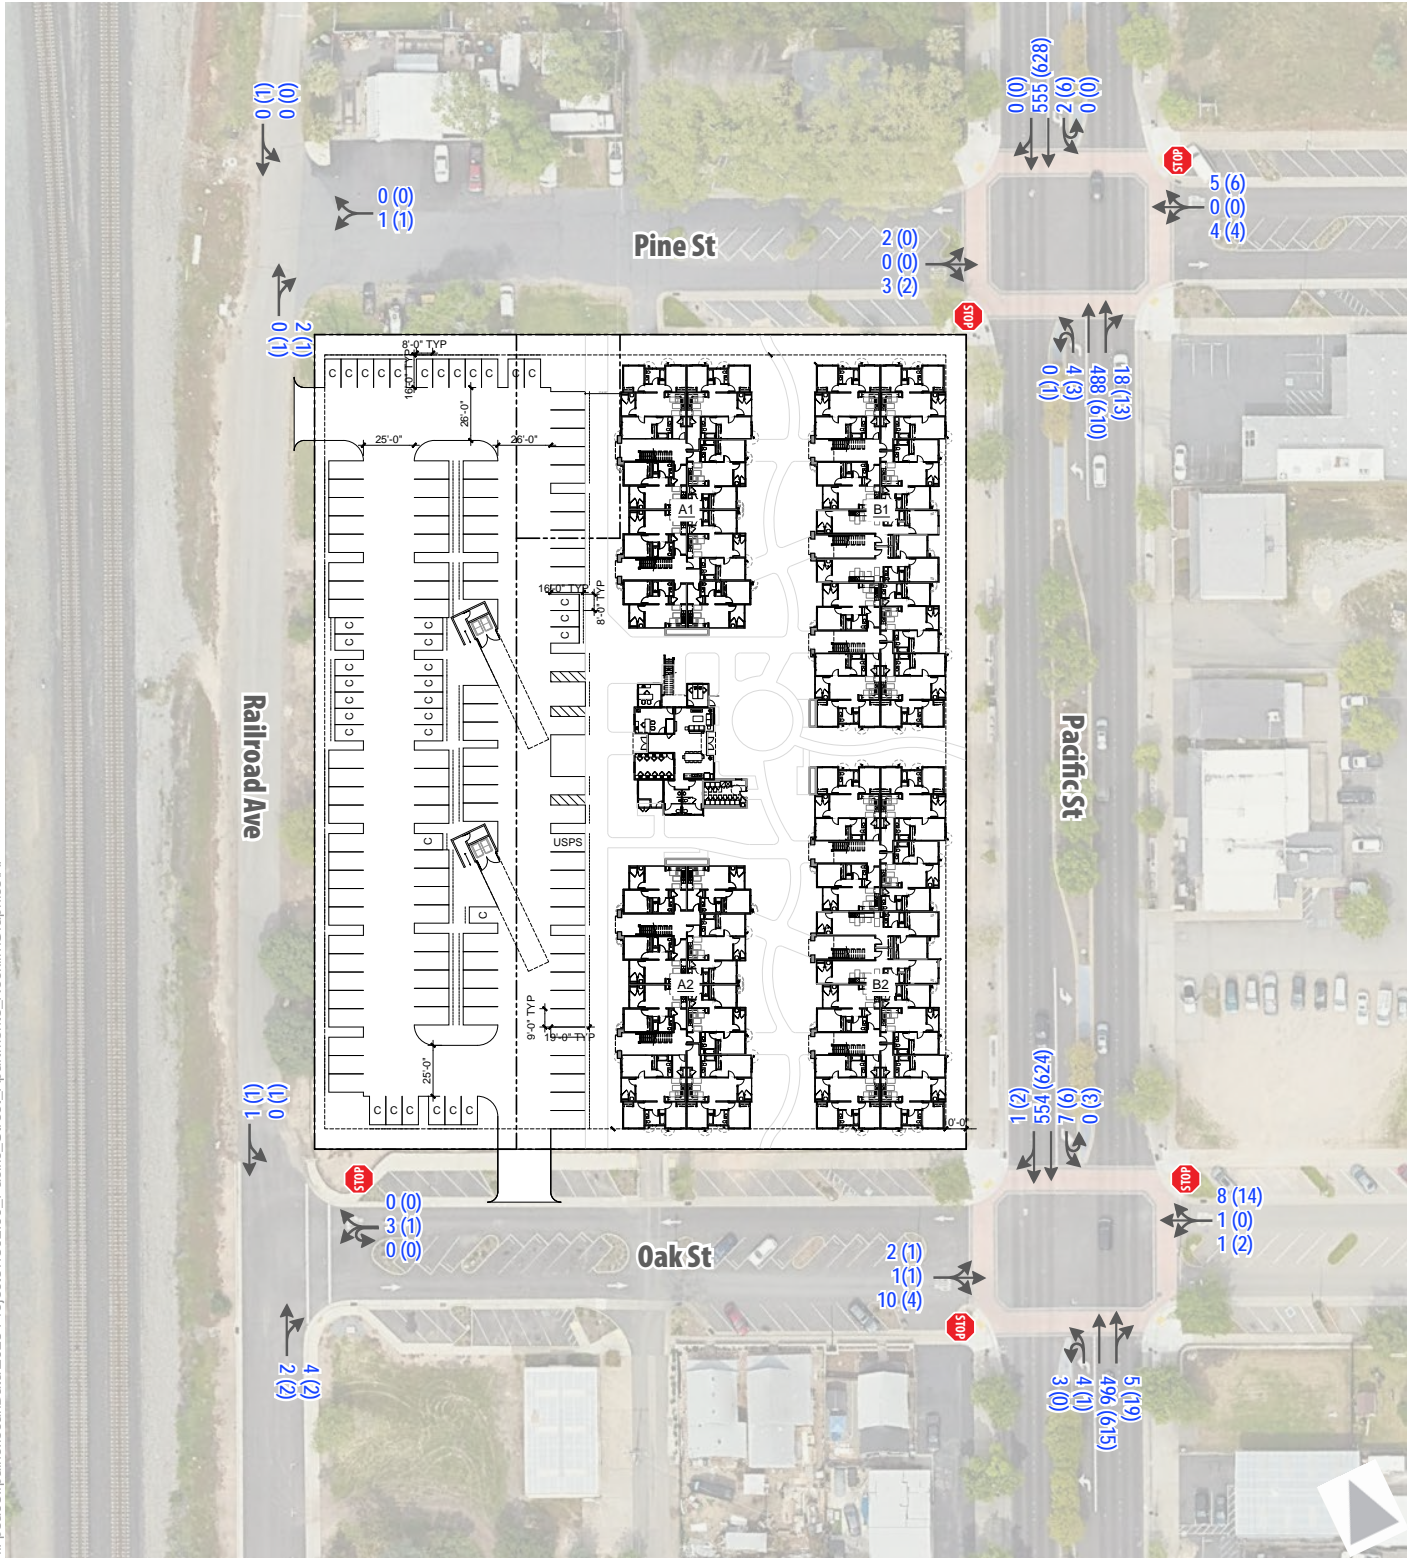 0 (0)
0 (1)
0 (0)
1 (1)
Pine St
0 (0)
555 (628)
2 (6)
0 (0)
STOP
5 (6)
0 (0)
4 (4)
2 (0)
0 (0)
3 (2)
STOP
2 (1)
0 (1)
0 (1)
4 (3)
488 (610)
18 (13)
8'-0" TYP
16'-0" TYP
C C C C C C C C C C C C
26'-0"
25'-0"
26'-0"
A1
B1
16'-0" TYP
8'-0" TYP
C
C
C
C C
C C
C C
C C
C C
C C
C C
Railroad Ave
Pacific St
C
USPS
C
A2
B2
9'-0" TYP
19'-0" TYP
25'-0"
C C C C C C
0'-0"
0 (1)
1 (1)
1 (2)
554 (624)
7 (6)
0 (3)
STOP
STOP
0 (0)
3 (1)
0 (0)
8 (14)
1 (0)
1 (2)
Oak St
2 (1)
1(1)
10 (4)
STOP
4 (2)
2 (2)
3 (0)
4 (1)
496 (615)
5 (19)